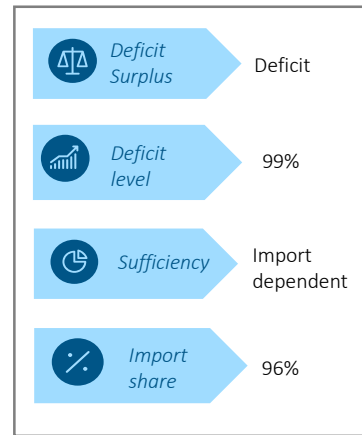 Deficit
Surplus
Deficit
Deficit
level
99%
Sufficiency
Import
dependent
Import
share
96%